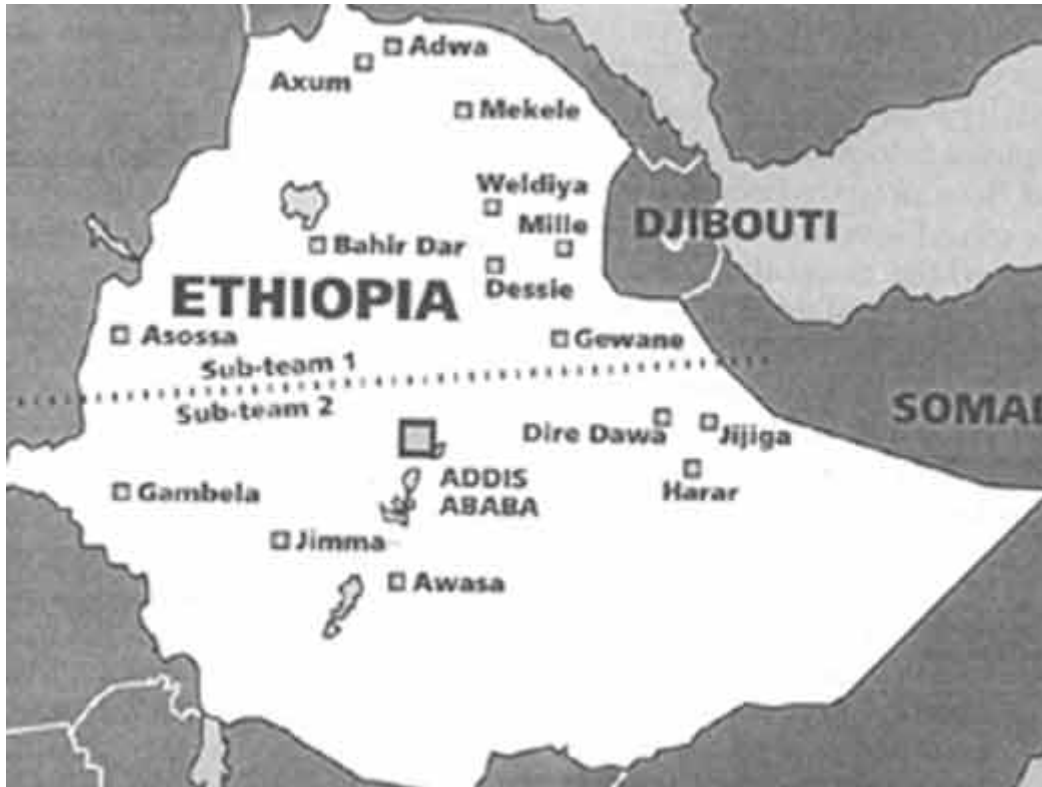 Adwa
Axum
Mekele
Weldiya
Mille
DJIBOUTI
Bahir Dar
Dessie
ETHIOPIA
Asossa
Gewane
Sub-team 1
Sub-team 2
SOMAL
Dire Dawa
Jijiga
ADDIS
ABABA
Harar
Gambela
Jimma
Awasa